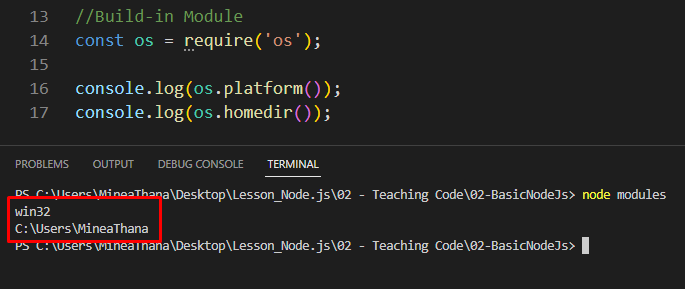 13 //Build-in Module
14 const os = require('os');
15
16 console.log(os.platform());
17 console.log(os.homedir());
PROBLEMS OUTPUT DEBUG CONSOLE TERMINAL
PS C:\Users\MineaThana\Desktop\Lesson_Node.js\02 - Teaching Code\02-BasicNodeJs> node modules
win32
C:\Users\MineaThana
PS C:\Users\MineaThana\Desktop\Lesson_Node.js\02 - Teaching Code\02-BasicNodeJs>